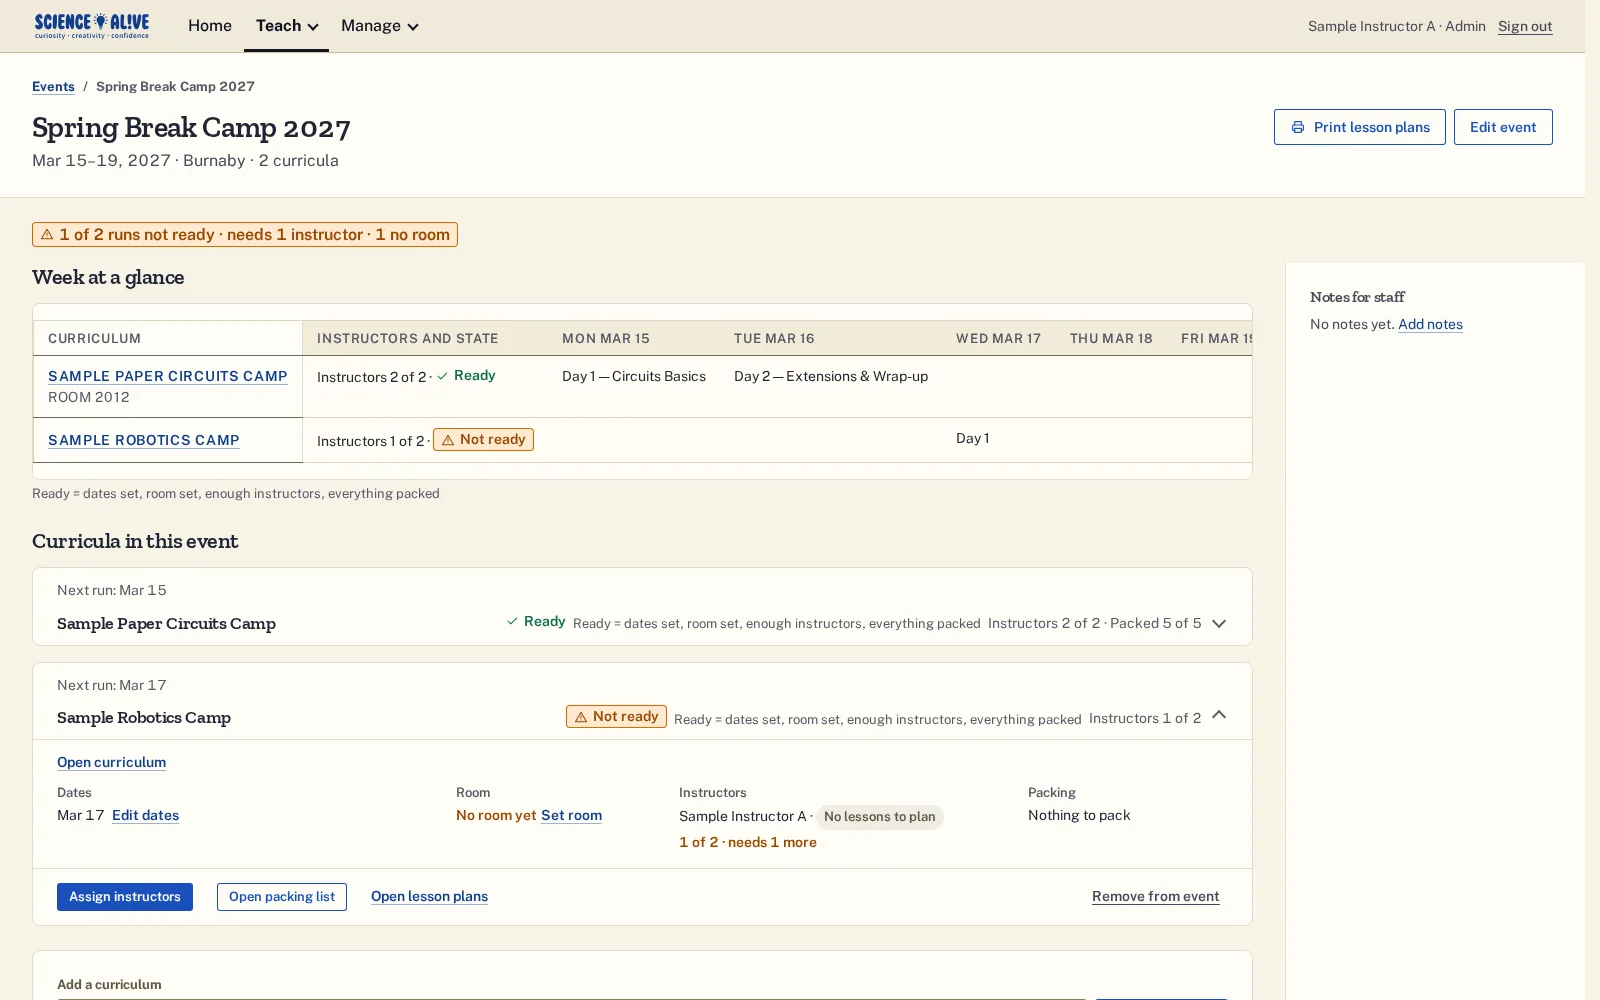 SCIENCE ALIVE
curiosity · creativity · confidence
Home
Teach
Manage
Sample Instructor A · Admin
Sign out
Events / Spring Break Camp 2027
Spring Break Camp 2027
Mar 15–19, 2027 · Burnaby · 2 curricula
Print lesson plans
Edit event
1 of 2 runs not ready · needs 1 instructor · 1 no room
Week at a glance
CURRICULUM
INSTRUCTORS AND STATE
MON MAR 15
TUE MAR 16
WED MAR 17
THU MAR 18
FRI MAR 19
SAMPLE PAPER CIRCUITS CAMP
ROOM 2012
Instructors 2 of 2 · Ready
Day 1 — Circuits Basics
Day 2 — Extensions & Wrap-up
SAMPLE ROBOTICS CAMP
Instructors 1 of 2 · Not ready
Day 1
Ready = dates set, room set, enough instructors, everything packed
Notes for staff
No notes yet. Add notes
Curricula in this event
Next run: Mar 15
Sample Paper Circuits Camp
Ready
Ready = dates set, room set, enough instructors, everything packed
Instructors 2 of 2 · Packed 5 of 5
Next run: Mar 17
Sample Robotics Camp
Not ready
Ready = dates set, room set, enough instructors, everything packed
Instructors 1 of 2
Open curriculum
Dates
Mar 17 Edit dates
Room
No room yet Set room
Instructors
Sample Instructor A · No lessons to plan
1 of 2 · needs 1 more
Packing
Nothing to pack
Assign instructors
Open packing list
Open lesson plans
Remove from event
Add a curriculum